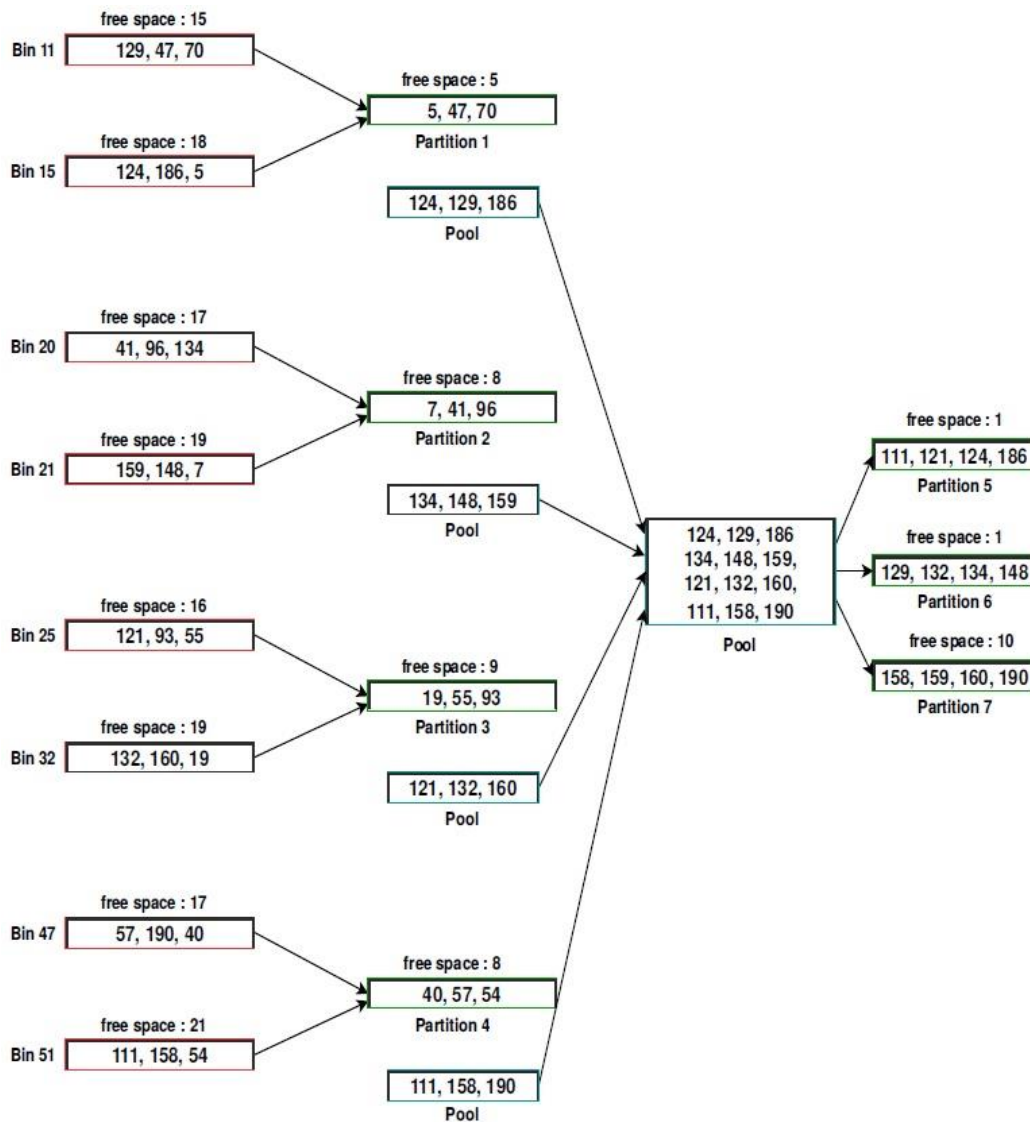 free space : 15
Bin 11
129, 47, 70
free space : 18
Bin 15
124, 186, 5
free space : 5
5, 47, 70
Partition 1
124, 129, 186
Pool
free space : 17
Bin 20
41, 96, 134
free space : 19
Bin 21
159, 148, 7
free space : 8
7, 41, 96
Partition 2
134, 148, 159
Pool
free space : 16
Bin 25
121, 93, 55
free space : 19
Bin 32
132, 160, 19
free space : 9
19, 55, 93
Partition 3
121, 132, 160
Pool
free space : 17
Bin 47
57, 190, 40
free space : 21
Bin 51
111, 158, 54
free space : 8
40, 57, 54
Partition 4
111, 158, 190
Pool
124, 129, 186
134, 148, 159,
121, 132, 160,
111, 158, 190
Pool
free space : 1
111, 121, 124, 186
Partition 5
free space : 1
129, 132, 134, 148
Partition 6
free space : 10
158, 159, 160, 190
Partition 7